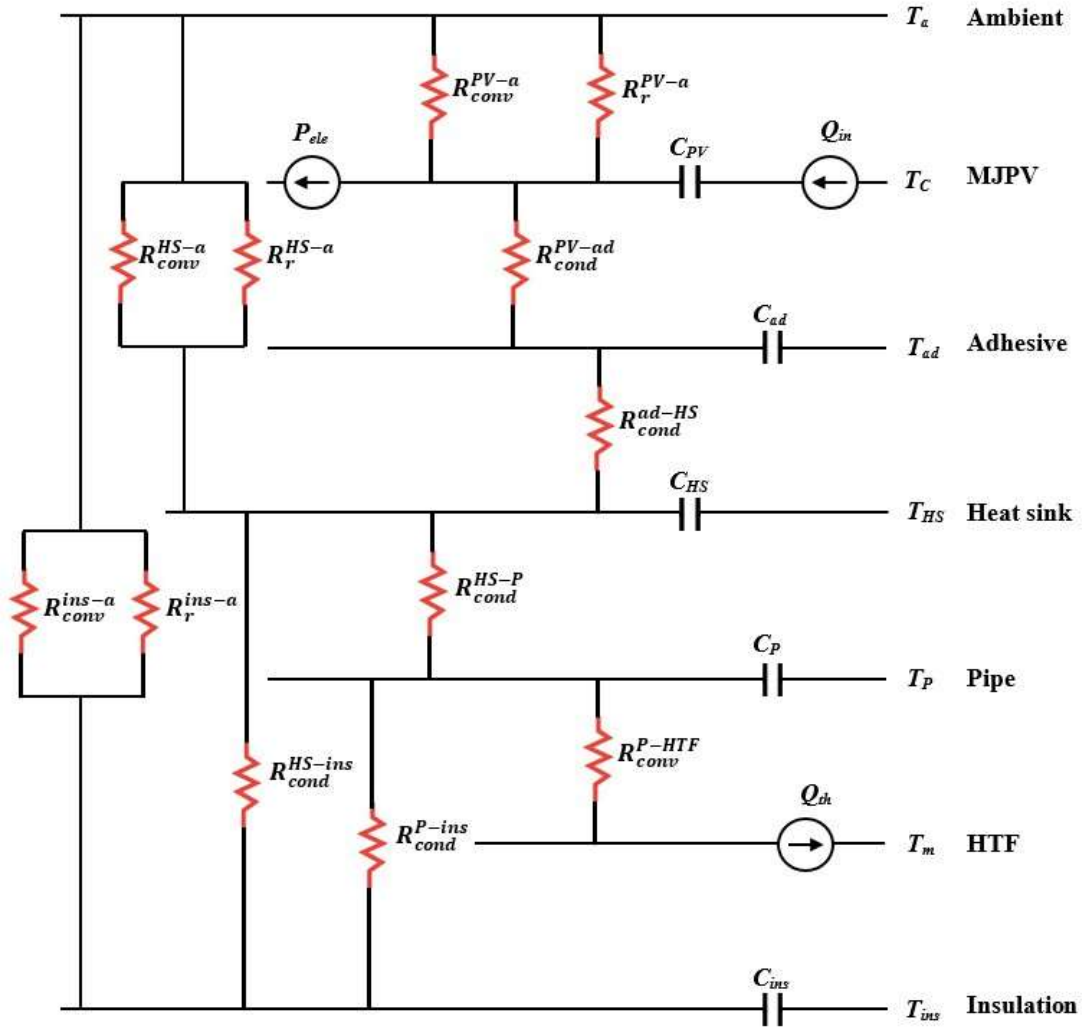 T_a Ambient
R_conv^PV-a R_r^PV-a
P_ele C_PV Q_in
T_C MJPV
R_conv^HS-a R_r^HS-a R_cond^PV-ad
C_ad
T_ad Adhesive
R_cond^ad-HS
C_HS
T_HS Heat sink
R_conv^ins-a R_r^ins-a R_cond^HS-P
C_P
T_P Pipe
R_cond^HS-ins R_conv^P-HTF
Q_th
R_cond^P-ins T_m HTF
C_ins
T_ins Insulation